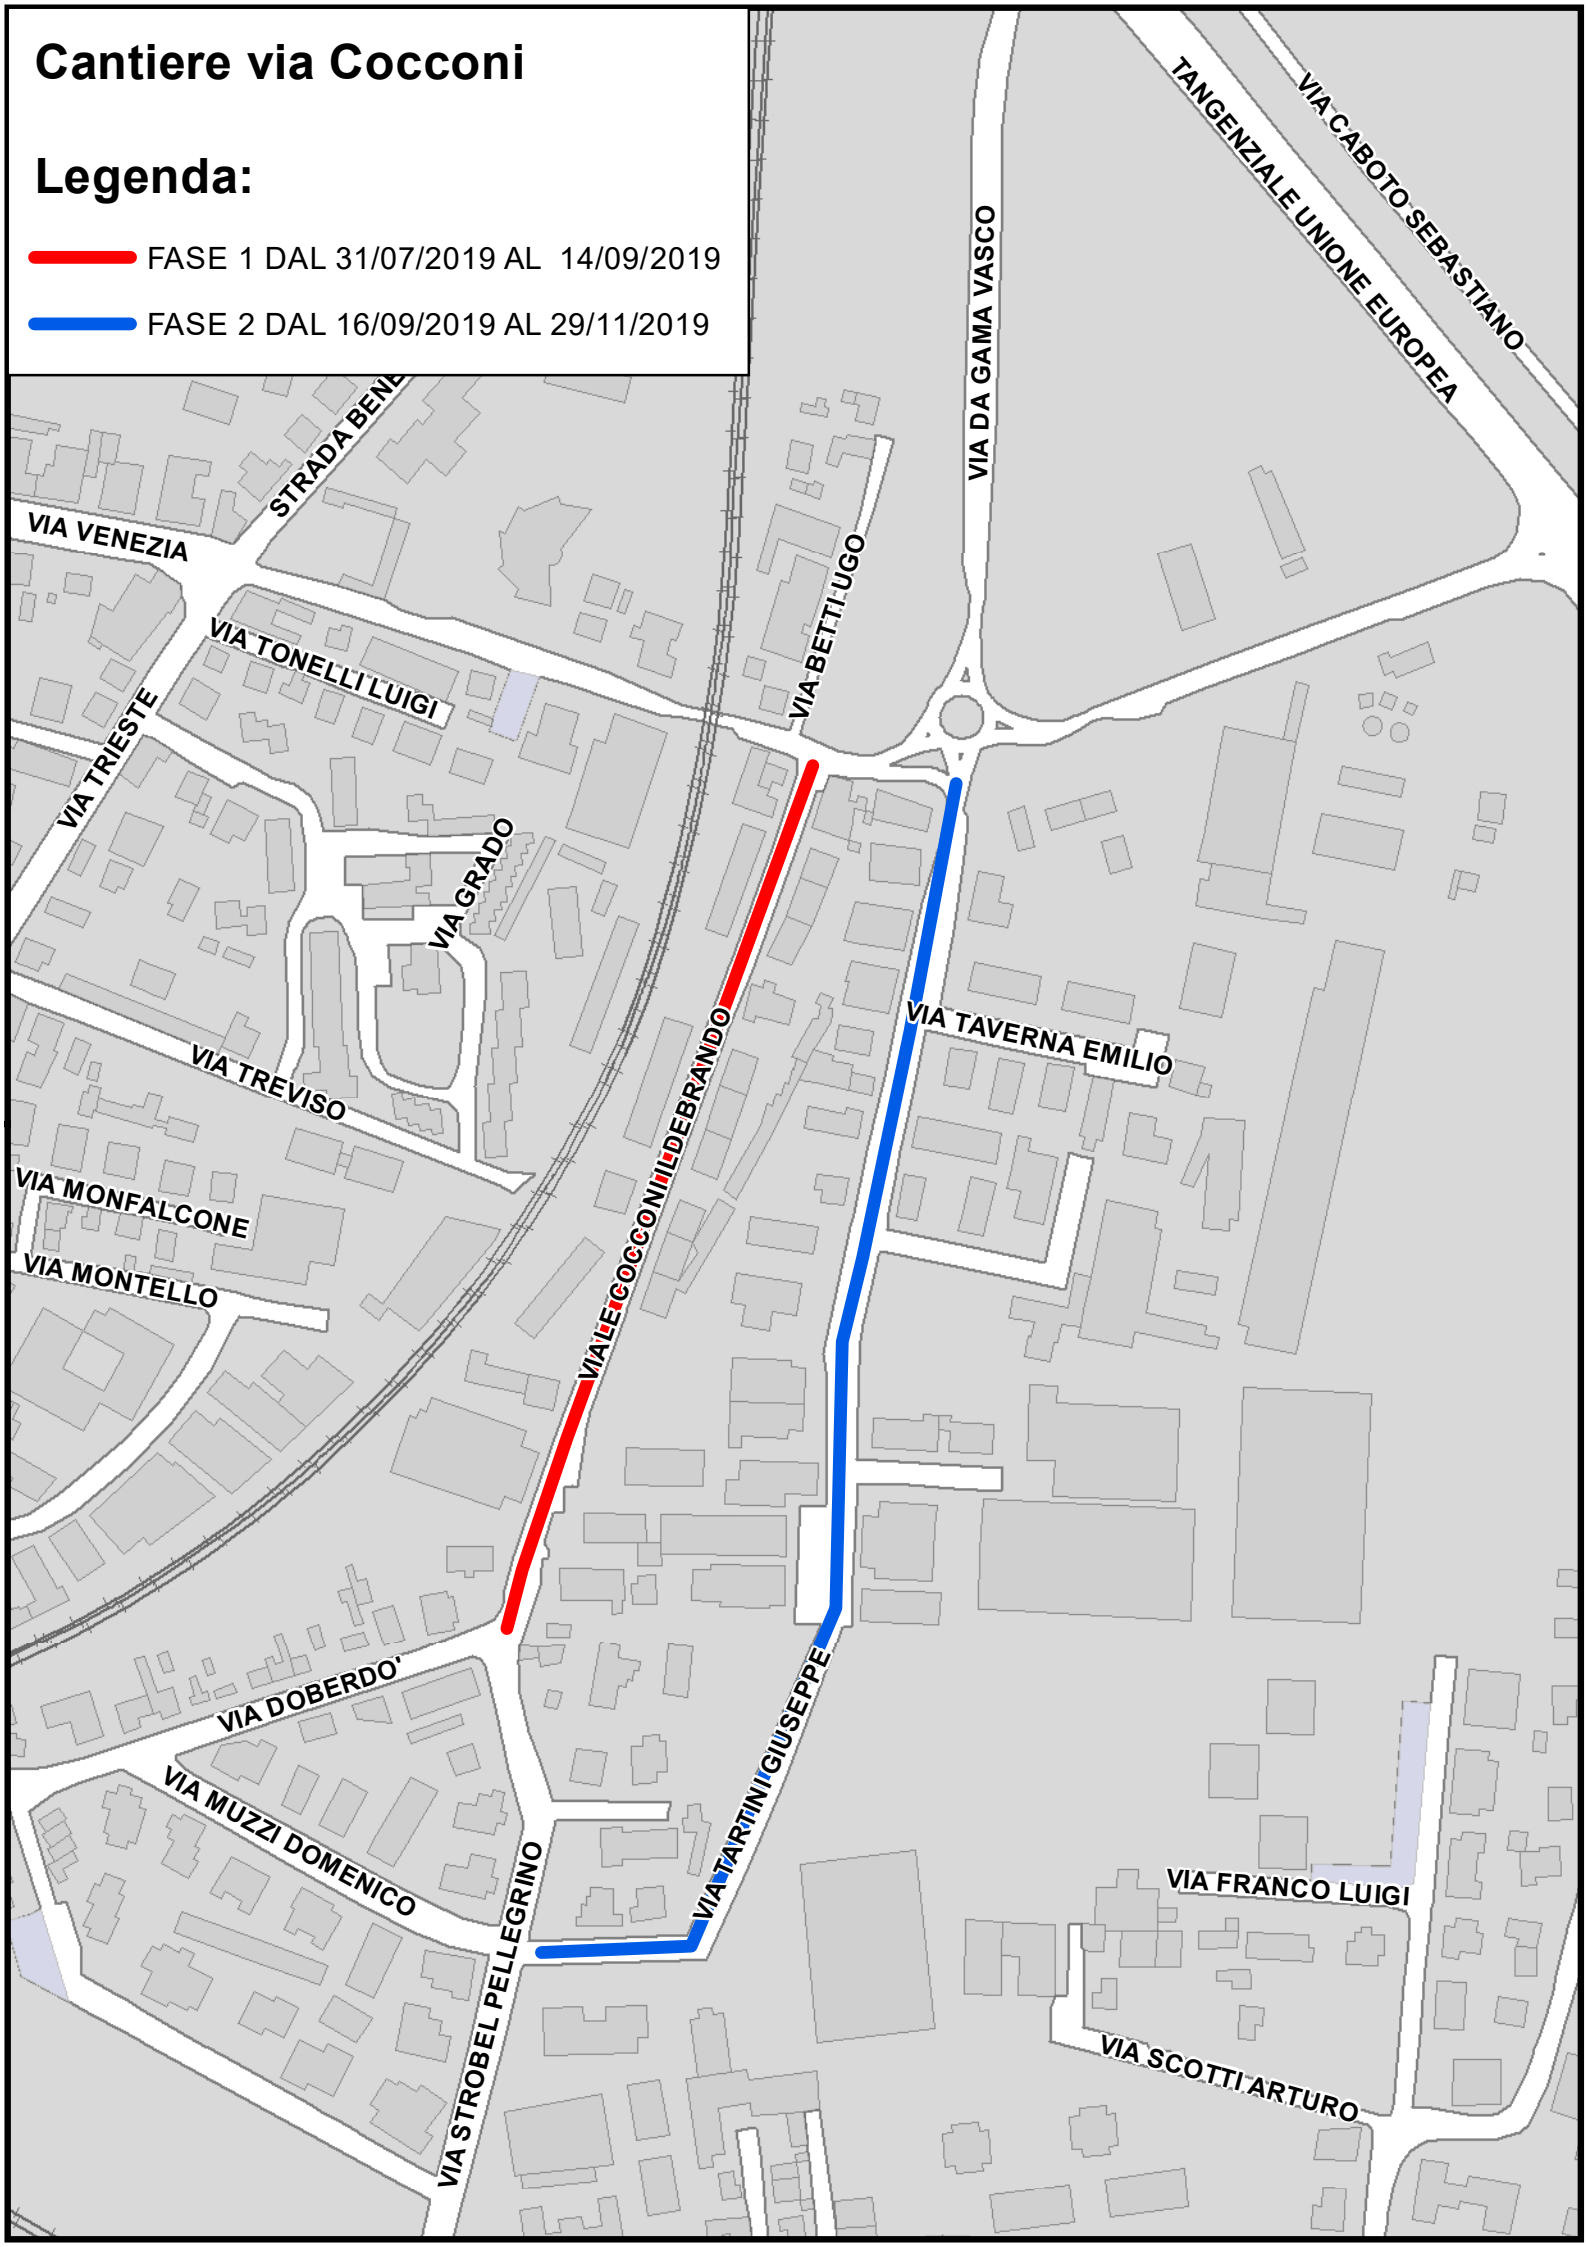 Cantiere via Cocconi
Legenda:
FASE 1 DAL 31/07/2019 AL  14/09/2019
FASE 2 DAL 16/09/2019 AL 29/11/2019
VIA CABOTO SEBASTIANO
TANGENZIALE UNIONE EUROPEA
VIA DA GAMA VASCO
STRADA BENE
VIA VENEZIA
VIA BETTI UGO
VIA TONELLI LUIGI
VIA TRIESTE
VIA GRADO
VIA TAVERNA EMILIO
VIALE COCCONI ILDEBRANDO
VIA TREVISO
VIA MONFALCONE
VIA MONTELLO
VIA DOBERDO'
VIA TARTINI GIUSEPPE
VIA MUZZI DOMENICO
VIA STROBEL PELLEGRINO
VIA FRANCO LUIGI
VIA SCOTTI ARTURO